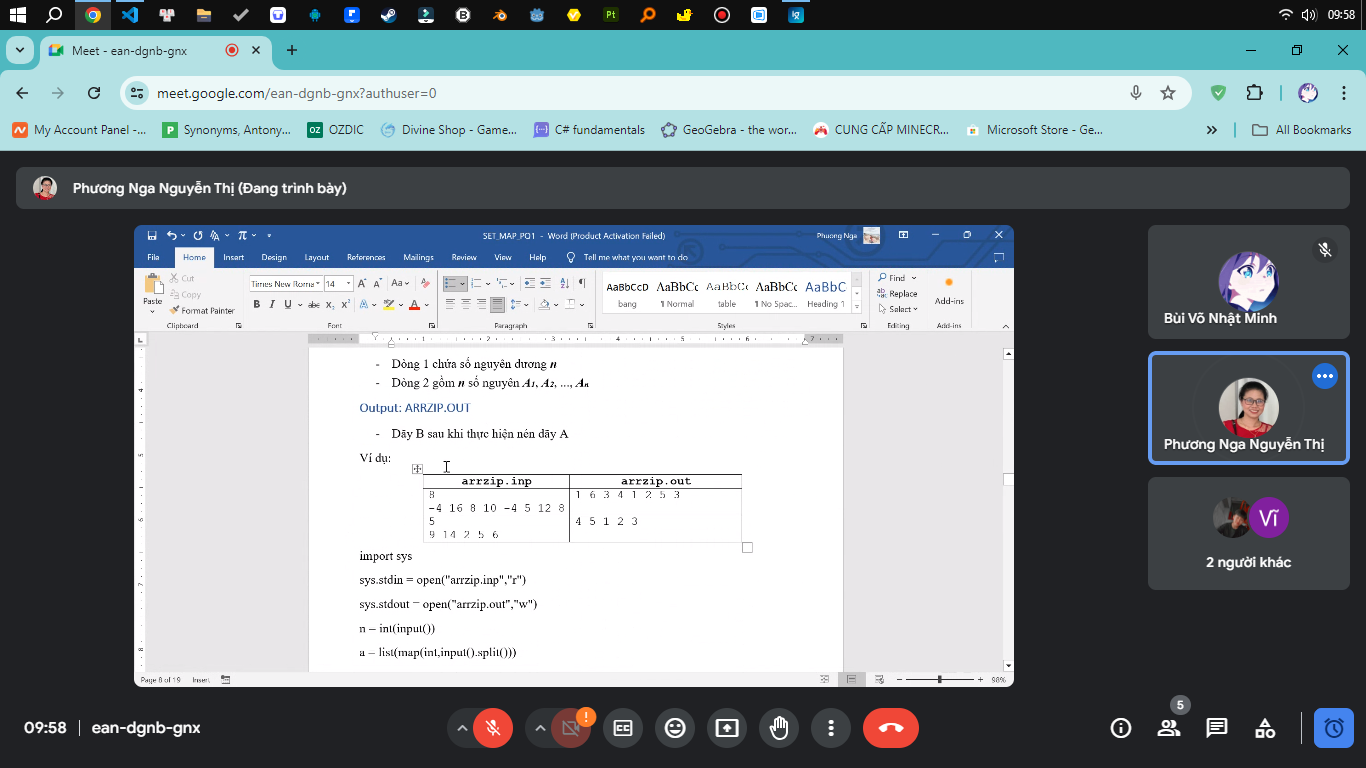 09:58
Meet - ean-dgnb-gnx
meet.google.com/ean-dgnb-gnx?authuser=0
My Account Panel -...
Synonyms, Antony...
OZDIC
Divine Shop - Game...
C# fundamentals
GeoGebra - the wor...
CUNG CẤP MINECR...
Microsoft Store - Ge...
All Bookmarks
Phương Nga Nguyễn Thị (Đang trình bày)
SET_MAP_PO1 - Word (Product Activation Failed)
Phuong Nga
File Home Insert Design Layout References Mailings Review View Help Tell me what you want to do
Paste
Cut
Copy
Format Painter
Clipboard
Times New Roma 14
Font
Paragraph
AaBbCcD AaBbCc AaBbCc AaBbCc AaBbC
bang ¶ Normal table ¶ No Spac... Heading 1
Styles
Find
Replace
Select
Editing
Add-ins
Add-ins
- Dòng 1 chứa số nguyên dương n
- Dòng 2 gồm n số nguyên A1, A2, ..., An
Output: ARRZIP.OUT
- Dãy B sau khi thực hiện nén dãy A
Ví dụ:
arrzip.inp arrzip.out
8 1 6 3 4 1 2 5 3
-4 16 8 10 -4 5 12 8
5 4 5 1 2 3
9 14 2 5 6
import sys
sys.stdin = open("arrzip.inp","r")
sys.stdout = open("arrzip.out","w")
n = int(input())
a = list(map(int,input().split()))
Page 8 of 19 Insert
98%
Bùi Võ Nhật Minh
Phương Nga Nguyễn Thị
Vĩ
2 người khác
09:58 | ean-dgnb-gnx
5